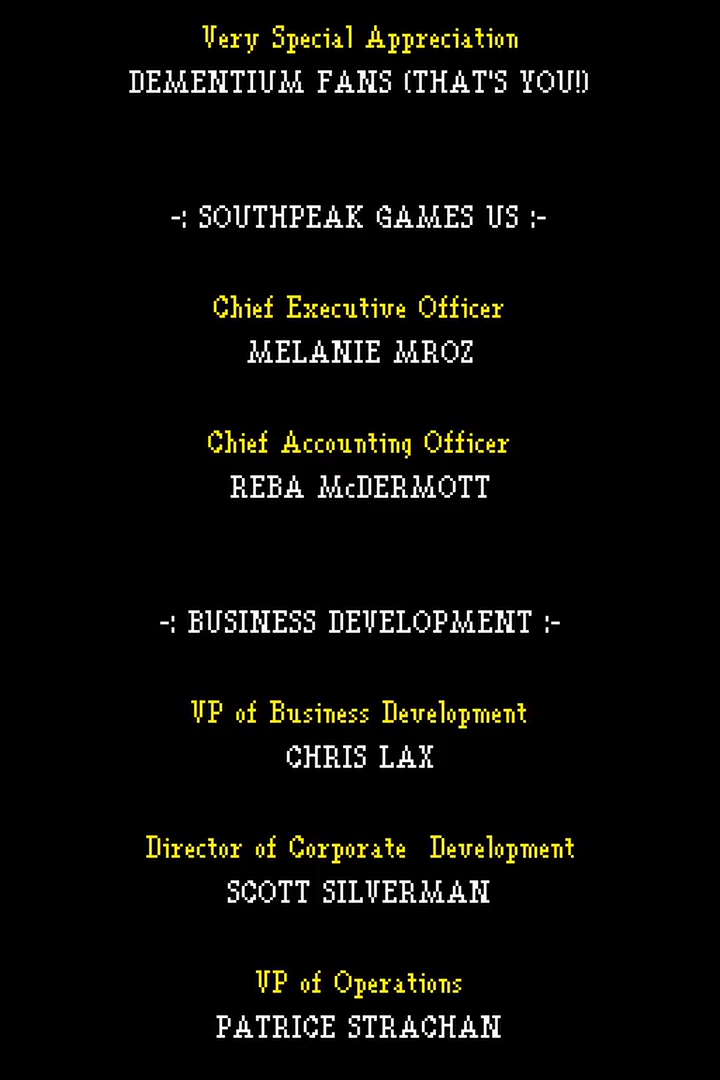 Very Special Appreciation
DEMENTIUM FANS (THAT'S YOU!)
-: SOUTHPEAK GAMES US :-
Chief Executive Officer
MELANIE MROZ
Chief Accounting Officer
REBA McDERMOTT
-: BUSINESS DEVELOPMENT :-
VP of Business Development
CHRIS LAX
Director of Corporate  Development
SCOTT SILVERMAN
VP of Operations
PATRICE STRACHAN